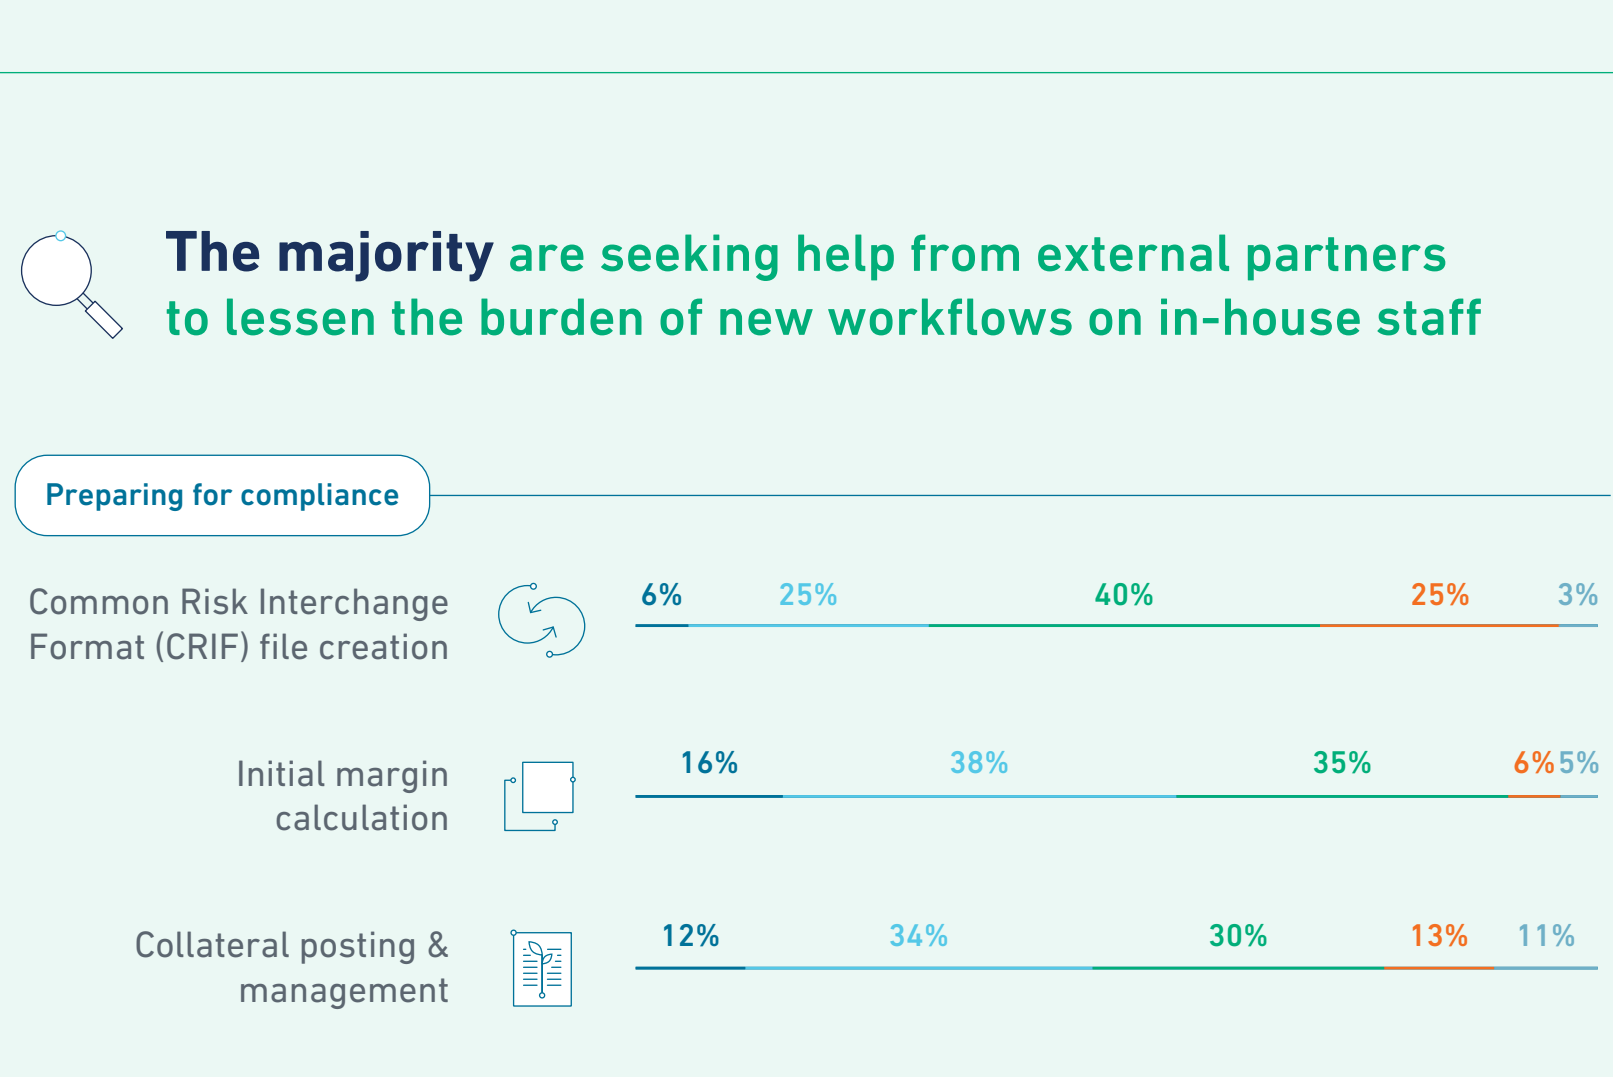 The majority are seeking help from external partners
to lessen the burden of new workflows on in-house staff
Preparing for compliance
Common Risk Interchange
Format (CRIF) file creation
6% 25% 40% 25% 3%
Initial margin
calculation
16% 38% 35% 6% 5%
Collateral posting &
management
12% 34% 30% 13% 11%